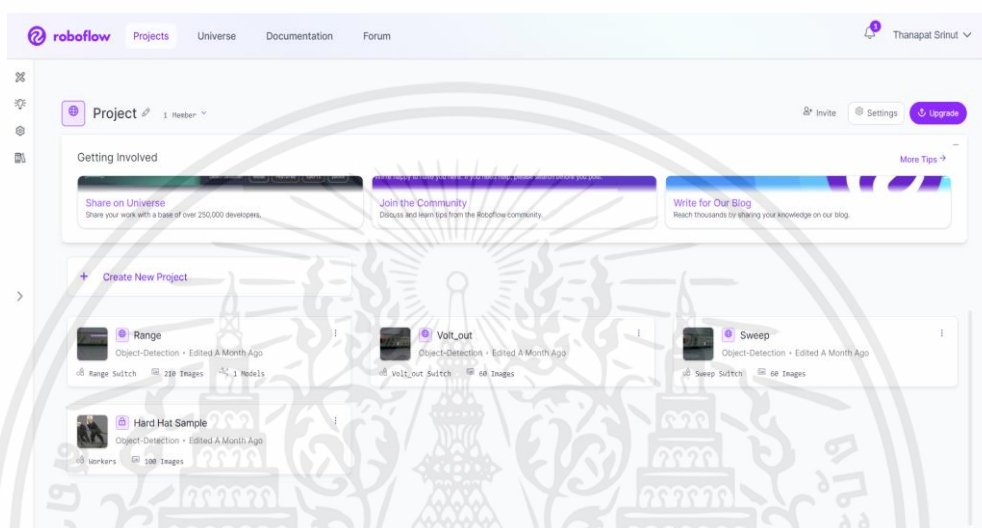 roboflow Projects Universe Documentation Forum 1 Thanapat Srinut
Project 1 Member Invite Settings Upgrade
Getting Involved More Tips
Share on Universe
Share your work with a base of over 250,000 developers.
Join the Community
Discuss and learn tips from the Roboflow community.
Write for Our Blog
Reach thousands by sharing your knowledge on our blog.
+ Create New Project
Range
Object-Detection • Edited A Month Ago
Range Switch 210 Images 1 Models
Volt_out
Object-Detection • Edited A Month Ago
Volt_out Switch 60 Images
Sweep
Object-Detection • Edited A Month Ago
Sweep Switch 60 Images
Hard Hat Sample
Object-Detection • Edited A Month Ago
Workers 100 Images